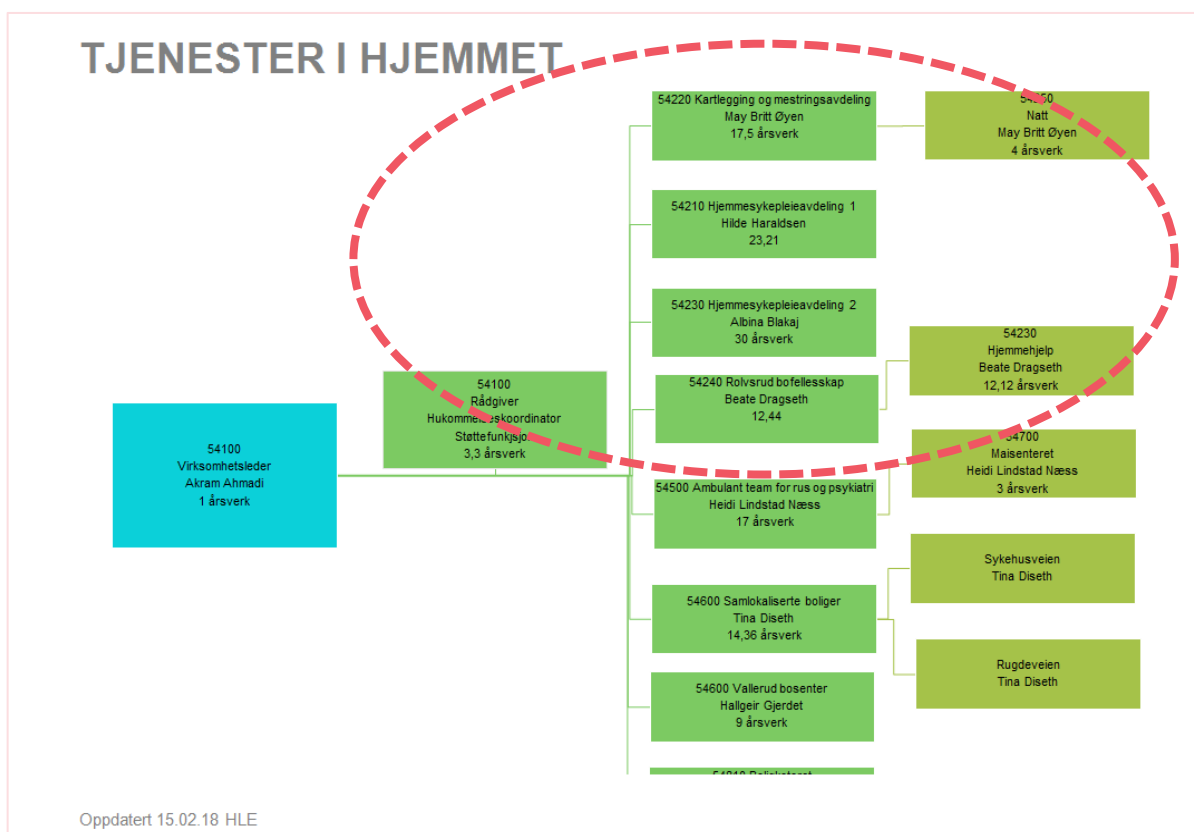 TJENESTER I HJEMMET
54220 Kartlegging og mestringsavdeling
May Britt Øyen
17,5 årsverk
Natt
May Britt Øyen
4 årsverk
54210 Hjemmesykepleieavdeling 1
Hilde Haraldsen
23,21
54230 Hjemmesykepleieavdeling 2
Albina Blakaj
30 årsverk
54230
Hjemmehjelp
Beate Dragseth
12,12 årsverk
54240 Rolvsrud bofellesskap
Beate Dragseth
12,44
54100
Rådgiver
Hukommelseskoordinator
Støttefunkjsjon
3,3 årsverk
54100
Virksomhetsleder
Akram Ahmadi
1 årsverk
54700
Maisenteret
Heidi Lindstad Næss
3 årsverk
54500 Ambulant team for rus og psykiatri
Heidi Lindstad Næss
17 årsverk
Sykehusveien
Tina Diseth
54600 Samlokaliserte boliger
Tina Diseth
14,36 årsverk
Rugdeveien
Tina Diseth
54600 Vallerud bosenter
Hallgeir Gjerdet
9 årsverk
Oppdatert 15.02.18 HLE